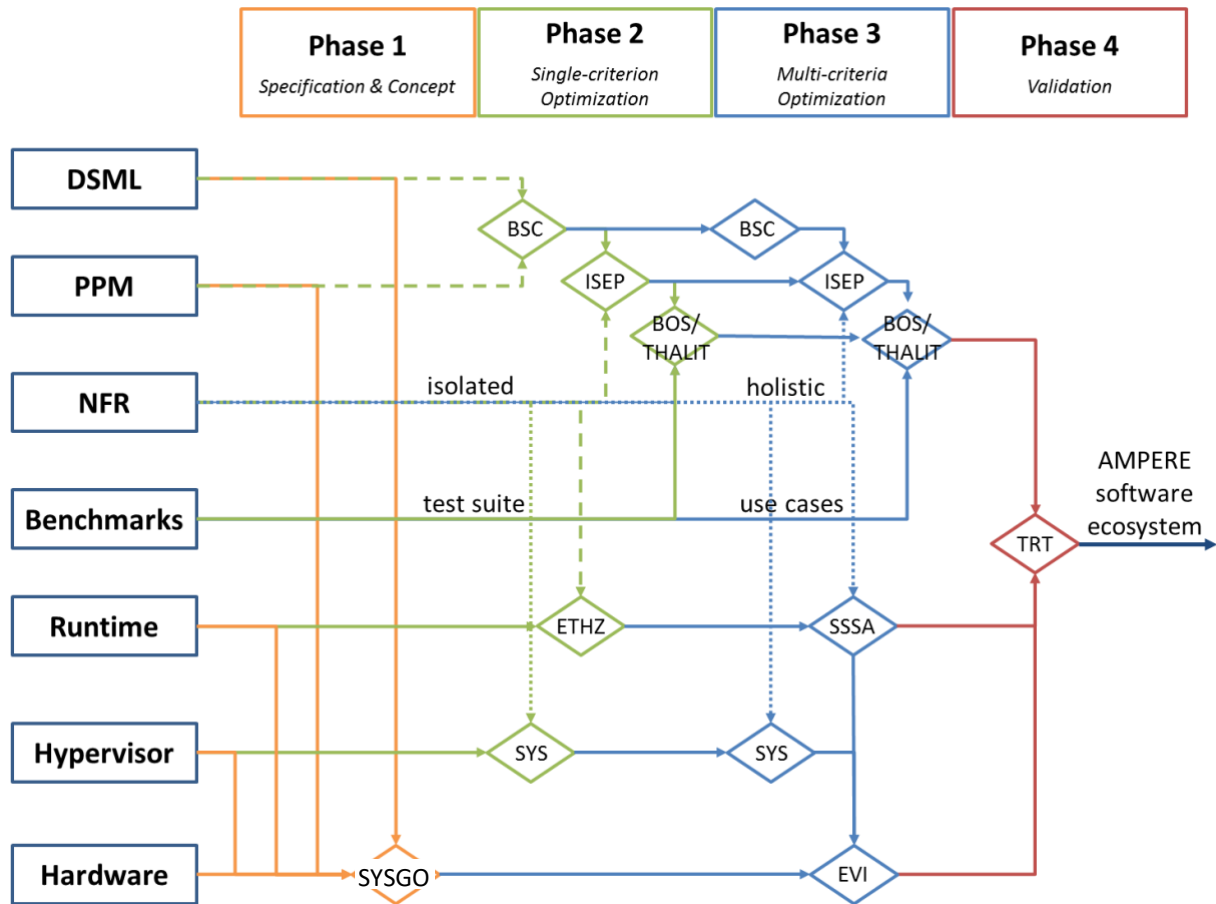 Phase 1
Specification & Concept
Phase 2
Single-criterion
Optimization
Phase 3
Multi-criteria
Optimization
Phase 4
Validation
DSML
BSC
BSC
PPM
ISEP
ISEP
BOS/
THALIT
BOS/
THALIT
NFR
isolated
holistic
Benchmarks
test suite
use cases
AMPERE
software
ecosystem
TRT
Runtime
ETHZ
SSSA
Hypervisor
SYS
SYS
Hardware
SYSGO
EVI